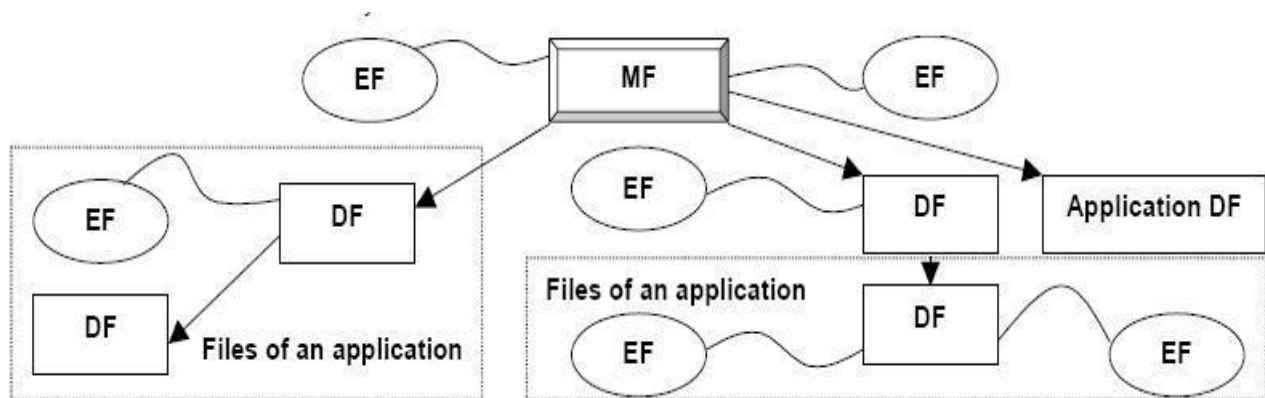 EF
MF
EF
EF
DF
EF
DF
Application DF
DF
Files of an application
Files of an application
EF
DF
EF